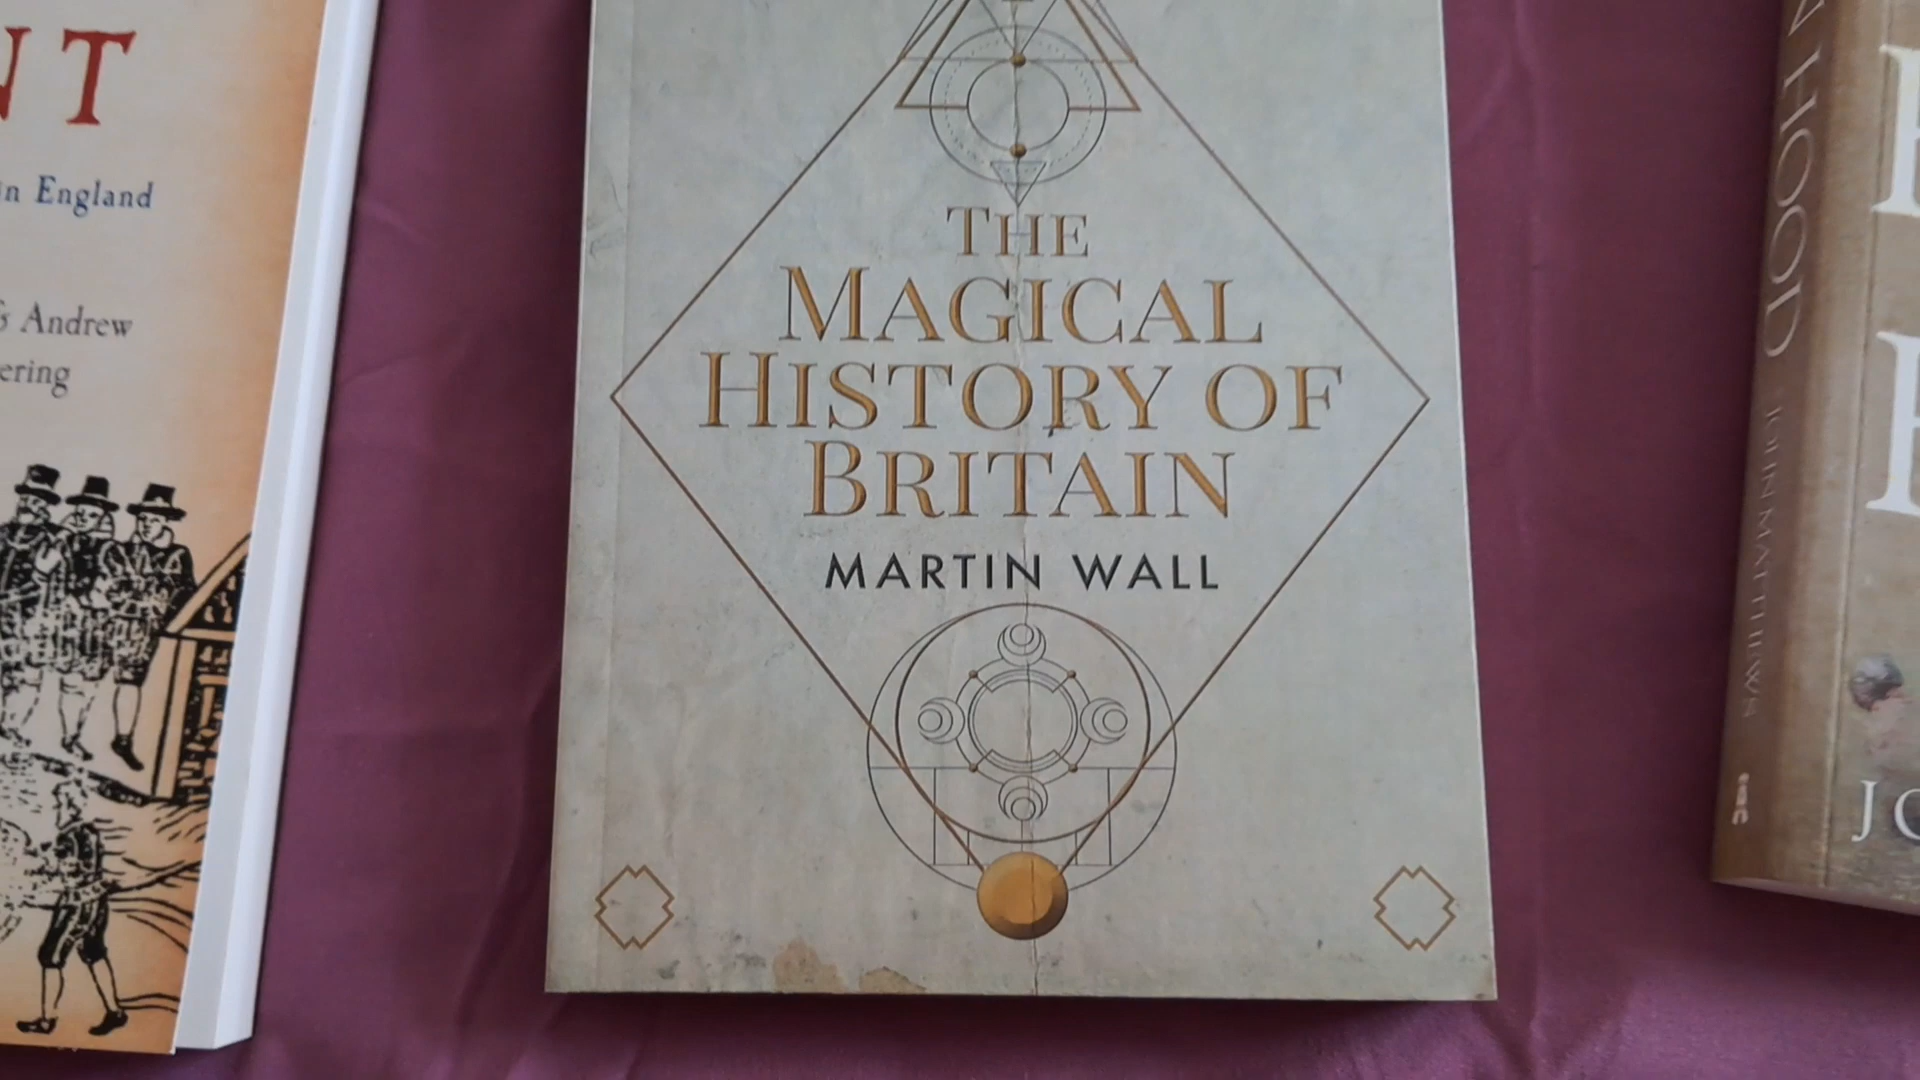 NT
in England
& Andrew
ering
THE
MAGICAL
HISTORY OF
BRITAIN
MARTIN WALL
N HOOD JOHN MATTHEWS
JO